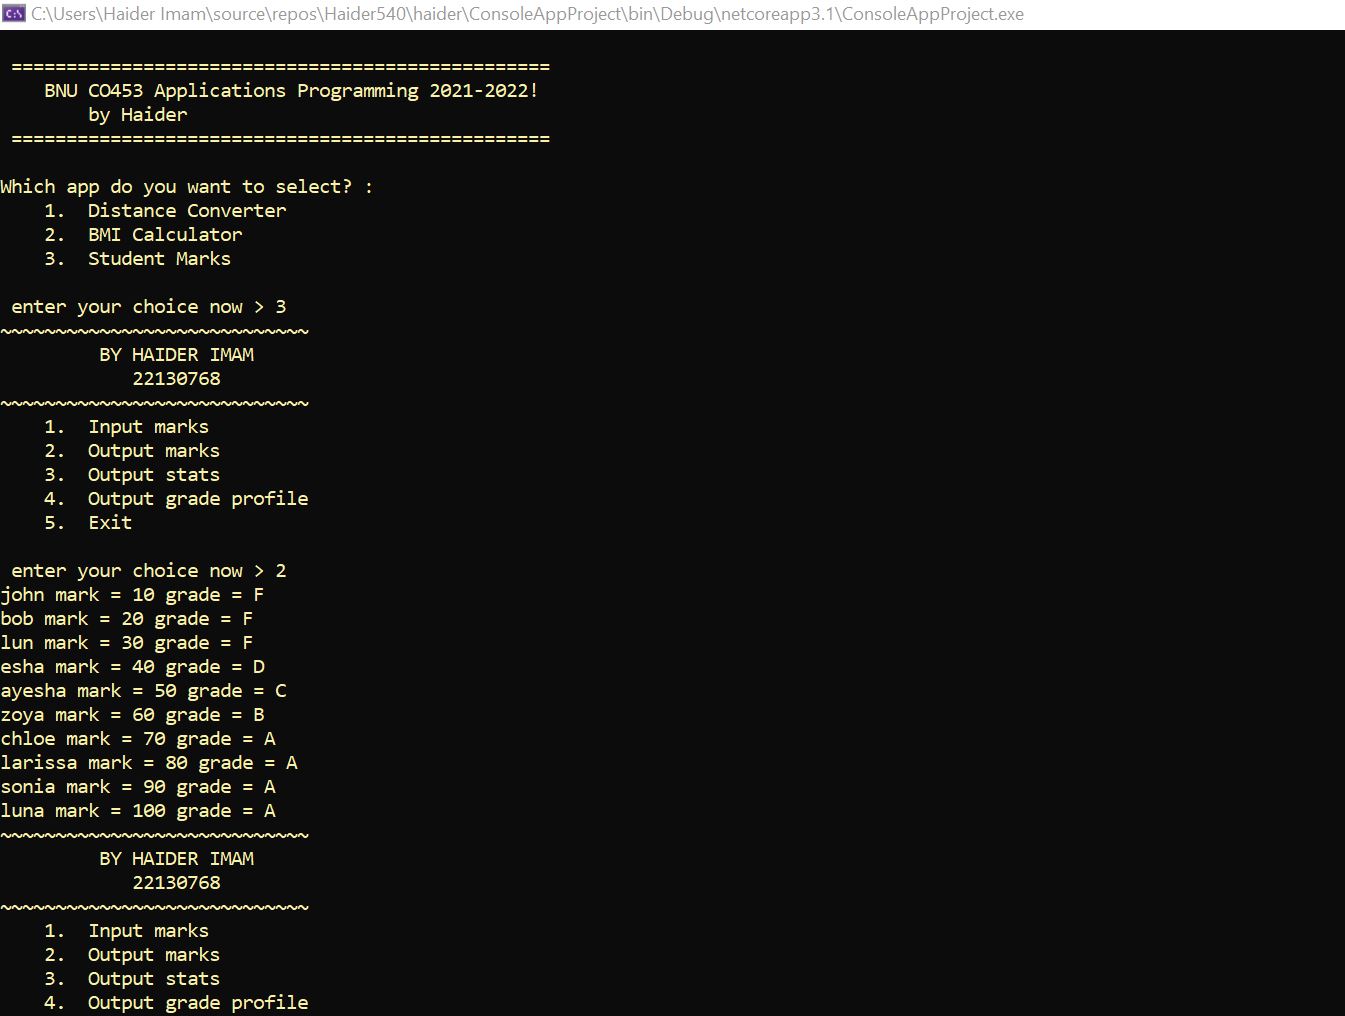 C:\Users\Haider Imam\source\repos\Haider540\haider\ConsoleAppProject\bin\Debug\netcoreapp3.1\ConsoleAppProject.exe
=================================================
BNU CO453 Applications Programming 2021-2022!
by Haider
=================================================
Which app do you want to select? :
1. Distance Converter
2. BMI Calculator
3. Student Marks
enter your choice now > 3
~~~~~~~~~~~~~~~~~~~~~~~~~~~~
BY HAIDER IMAM
22130768
~~~~~~~~~~~~~~~~~~~~~~~~~~~~
1. Input marks
2. Output marks
3. Output stats
4. Output grade profile
5. Exit
enter your choice now > 2
john mark = 10 grade = F
bob mark = 20 grade = F
lun mark = 30 grade = F
esha mark = 40 grade = D
ayesha mark = 50 grade = C
zoya mark = 60 grade = B
chloe mark = 70 grade = A
larissa mark = 80 grade = A
sonia mark = 90 grade = A
luna mark = 100 grade = A
~~~~~~~~~~~~~~~~~~~~~~~~~~~~
BY HAIDER IMAM
22130768
~~~~~~~~~~~~~~~~~~~~~~~~~~~~
1. Input marks
2. Output marks
3. Output stats
4. Output grade profile